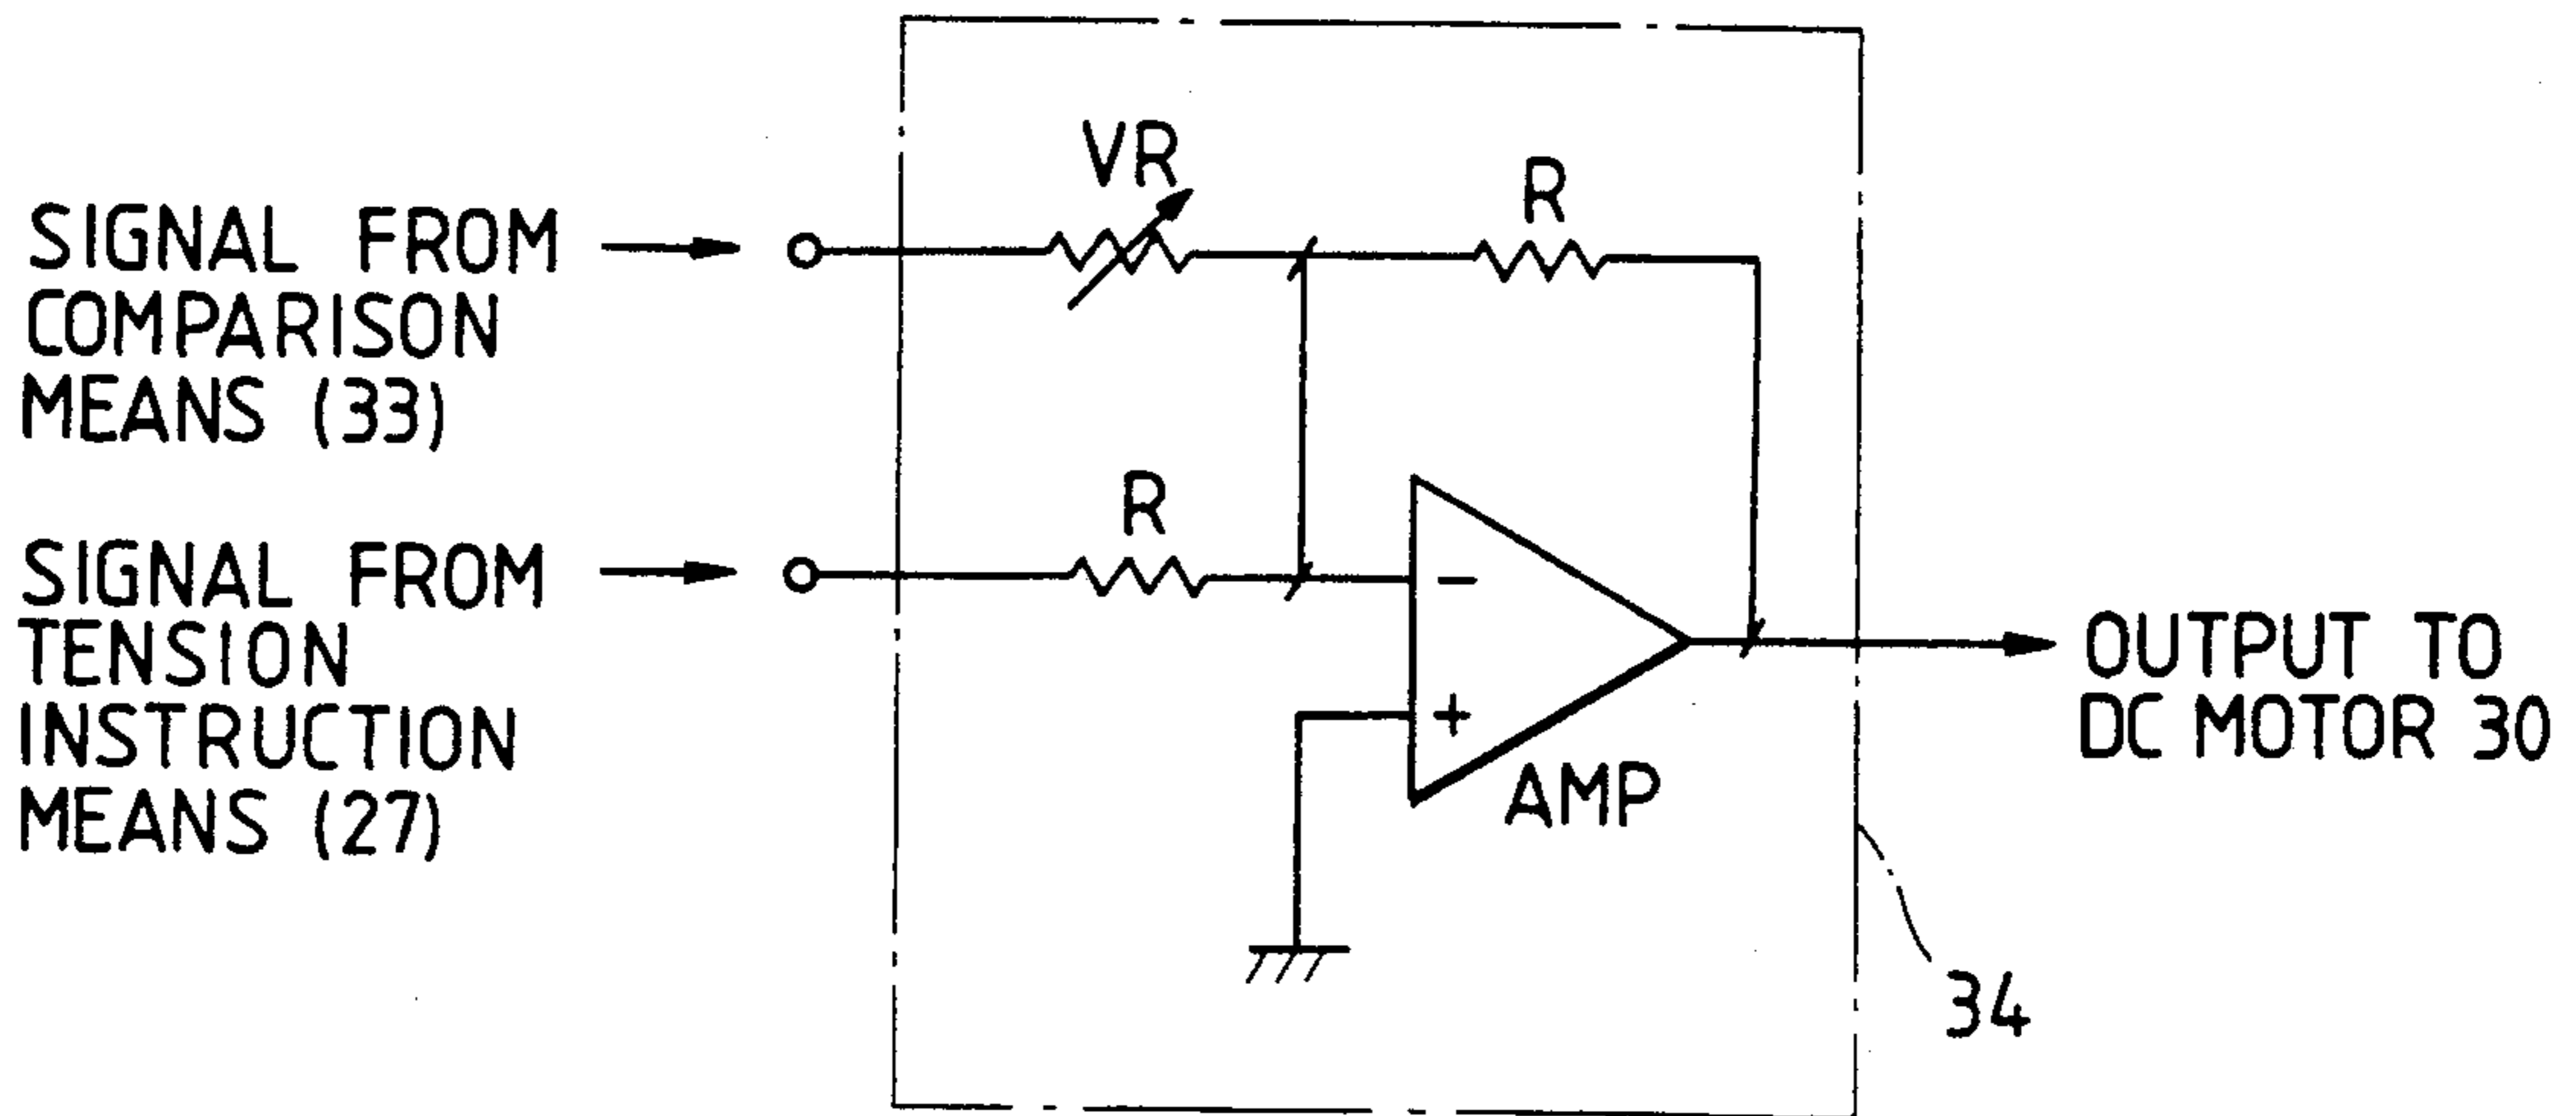 VR
R
SIGNAL FROM
COMPARISON
MEANS (33)
R
SIGNAL FROM
TENSION
INSTRUCTION
MEANS (27)
−
+
AMP
OUTPUT TO
DC MOTOR 30
34